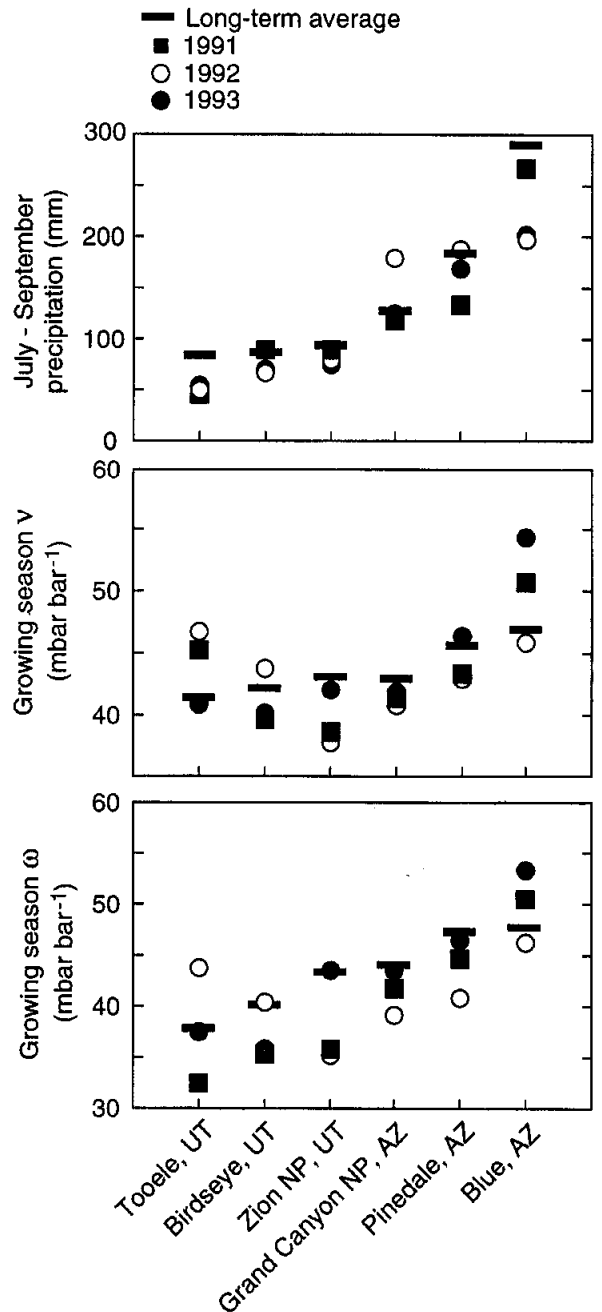 Long-term average
1991
1992
1993
300
200
100
0
July - September
precipitation (mm)
60
50
40
Growing season ν
(mbar bar-1)
60
50
40
30
Growing season ω
(mbar bar-1)
Tooele, UT
Birdseye, UT
Zion NP, UT
Grand Canyon NP, AZ
Pinedale, AZ
Blue, AZ